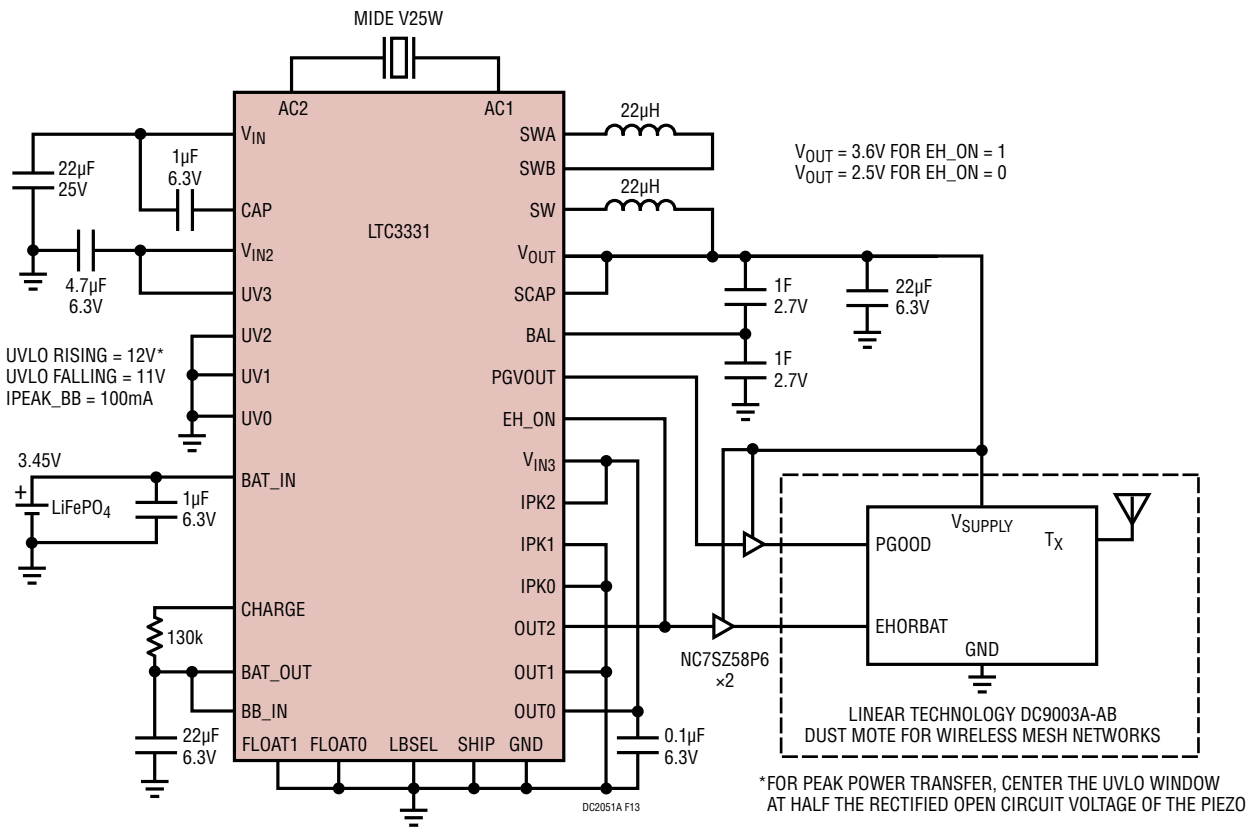 MIDE V25W
AC2
AC1
VIN
22µF
25V
1µF
6.3V
CAP
VIN2
4.7µF
6.3V
UV3
UV2
UVLO RISING = 12V*
UVLO FALLING = 11V
IPEAK_BB = 100mA
UV1
UV0
3.45V
+
LiFePO4
1µF
6.3V
BAT_IN
CHARGE
130k
BAT_OUT
BB_IN
22µF
6.3V
FLOAT1
FLOAT0
LBSEL
SHIP
GND
LTC3331
SWA
22µH
SWB
SW
22µH
VOUT = 3.6V FOR EH_ON = 1
VOUT = 2.5V FOR EH_ON = 0
VOUT
SCAP
1F
2.7V
22µF
6.3V
BAL
1F
2.7V
PGVOUT
EH_ON
VIN3
IPK2
IPK1
IPK0
OUT2
OUT1
OUT0
0.1µF
6.3V
NC7SZ58P6
×2
VSUPPLY
TX
PGOOD
EHORBAT
GND
LINEAR TECHNOLOGY DC9003A-AB
DUST MOTE FOR WIRELESS MESH NETWORKS
DC2051A F13
*FOR PEAK POWER TRANSFER, CENTER THE UVLO WINDOW
AT HALF THE RECTIFIED OPEN CIRCUIT VOLTAGE OF THE PIEZO